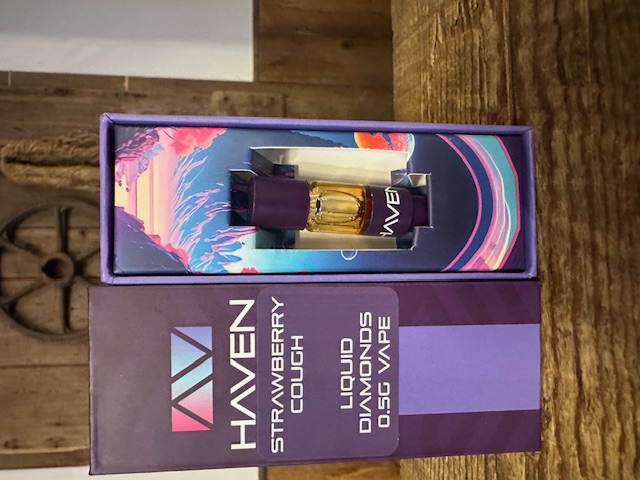 HAVEN
STRAWBERRY
COUGH
LIQUID
DIAMONDS
0.5G VAPE
HAVEN